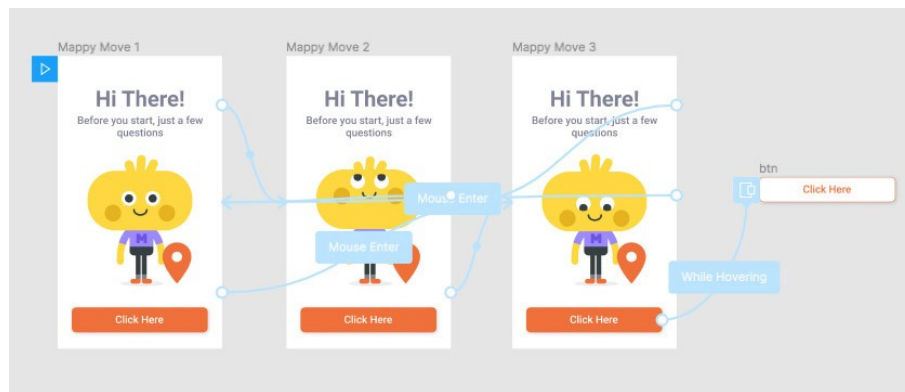 Mappy Move 1
Hi There!
Before you start, just a few
questions
M
Click Here
Mappy Move 2
Hi There!
Before you start, just a few
questions
Mouse Enter
Mouse Enter
M
Click Here
Mappy Move 3
Hi There!
Before you start, just a few
questions
M
Click Here
btn
Click Here
While Hovering